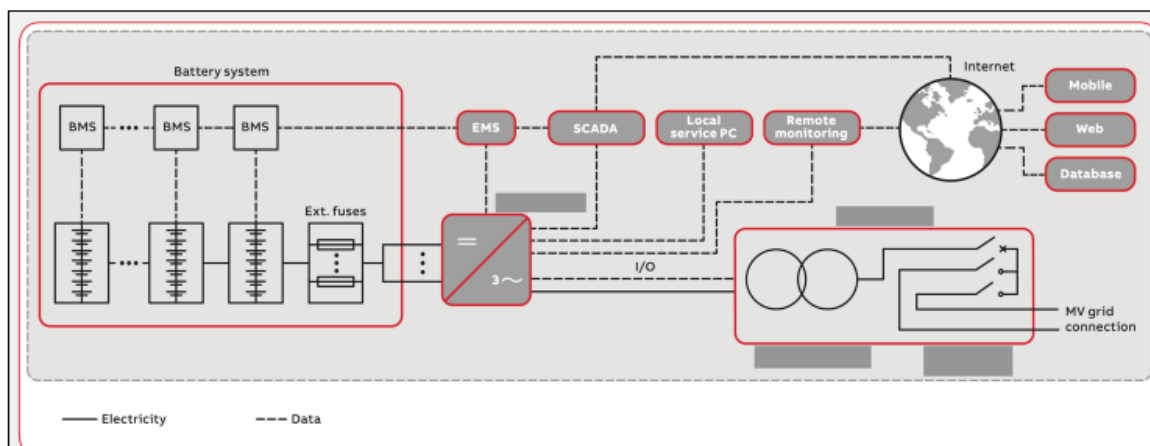 Battery system
Internet
BMS
BMS
BMS
EMS
SCADA
Local
service PC
Remote
monitoring
Mobile
Web
Database
Ext. fuses
3~
I/O
MV grid
connection
Electricity
Data